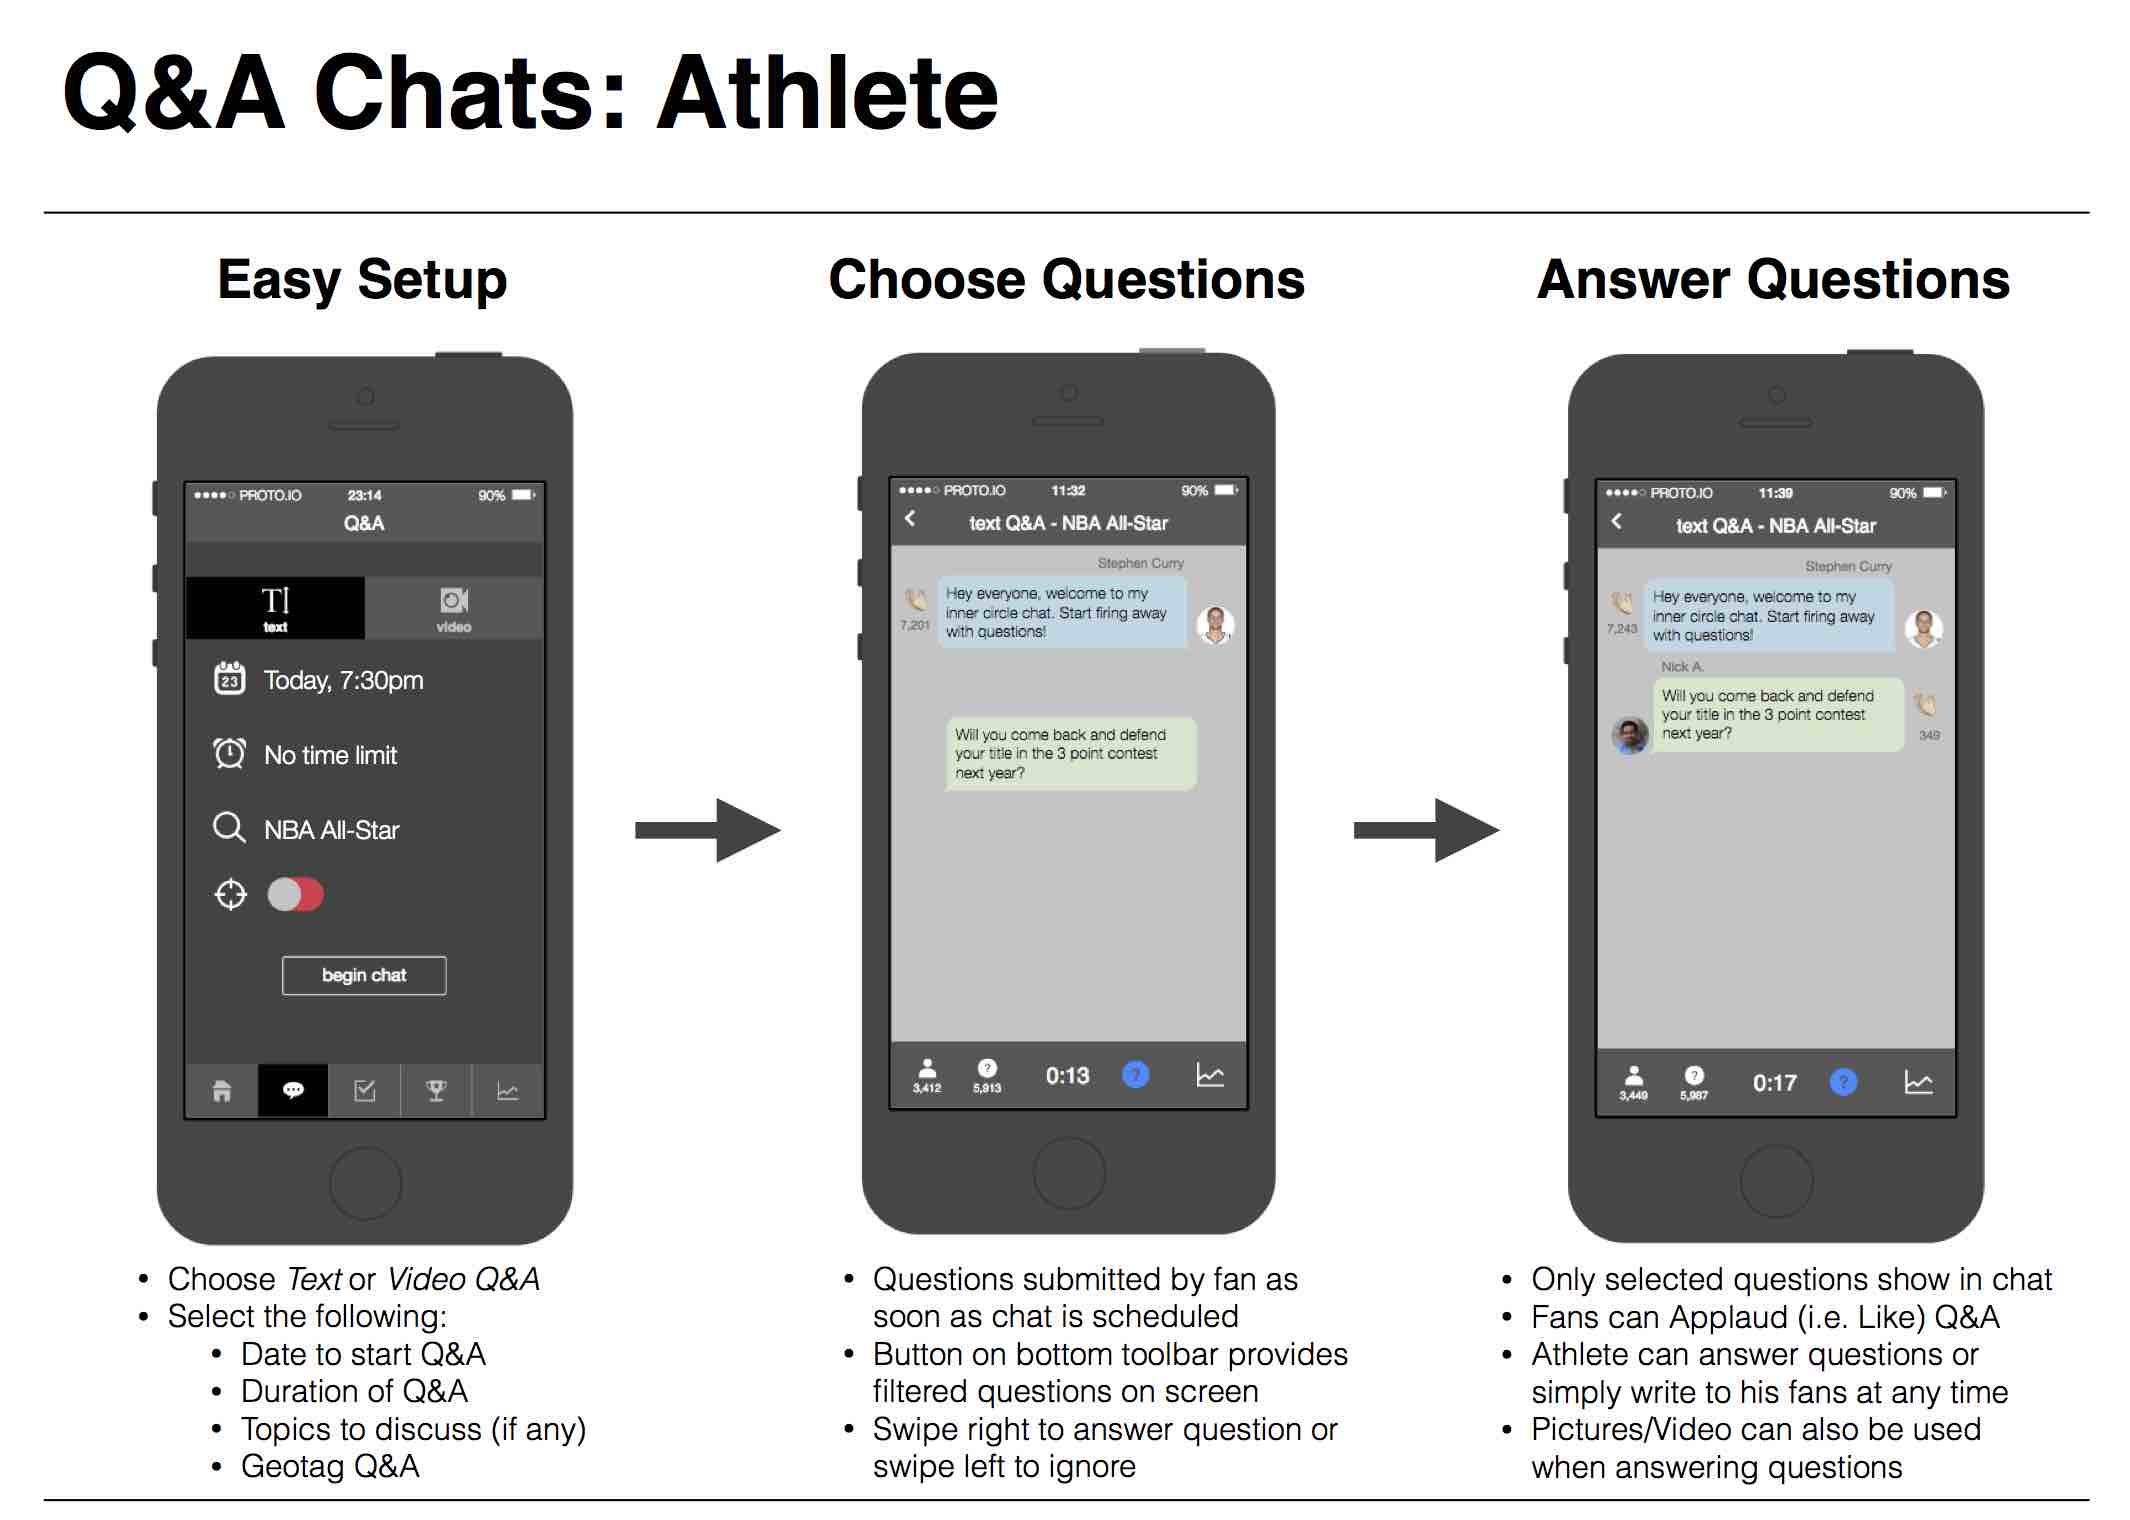 Q&A Chats: Athlete
Easy Setup
PROTO.IO 23:14 90%
Q&A
T
text
video
23
Today, 7:30pm
No time limit
NBA All-Star
begin chat
• Choose Text or Video Q&A
• Select the following:
• Date to start Q&A
• Duration of Q&A
• Topics to discuss (if any)
• Geotag Q&A
Choose Questions
PROTO.IO 11:32 90%
text Q&A - NBA All-Star
Stephen Curry
Hey everyone, welcome to my
inner circle chat. Start firing away
with questions!
7,201
Will you come back and defend
your title in the 3 point contest
next year?
? ?
3,412 5,913 0:13
• Questions submitted by fan as
soon as chat is scheduled
• Button on bottom toolbar provides
filtered questions on screen
• Swipe right to answer question or
swipe left to ignore
Answer Questions
PROTO.IO 11:39 90%
text Q&A - NBA All-Star
Stephen Curry
Hey everyone, welcome to my
inner circle chat. Start firing away
with questions!
7,243
Nick A.
Will you come back and defend
your title in the 3 point contest
next year?
349
? ?
3,449 5,987 0:17
• Only selected questions show in chat
• Fans can Applaud (i.e. Like) Q&A
• Athlete can answer questions or
simply write to his fans at any time
• Pictures/Video can also be used
when answering questions